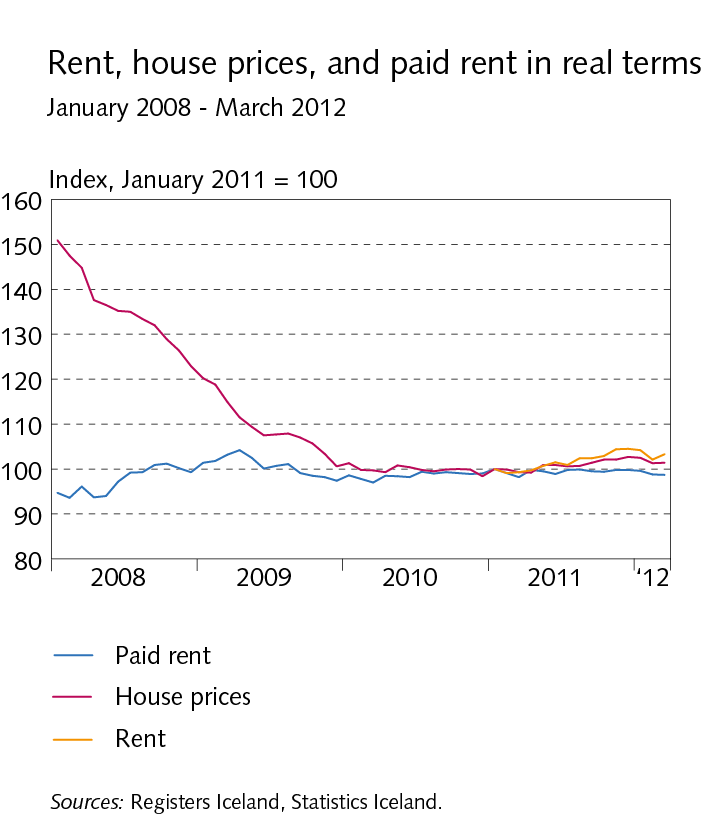 Rent, house prices, and paid rent in real terms
January 2008 - March 2012
Index, January 2011 = 100
160
150
140
130
120
110
100
90
80
2008 2009 2010 2011 ‘12
Paid rent
House prices
Rent
Sources: Registers Iceland, Statistics Iceland.